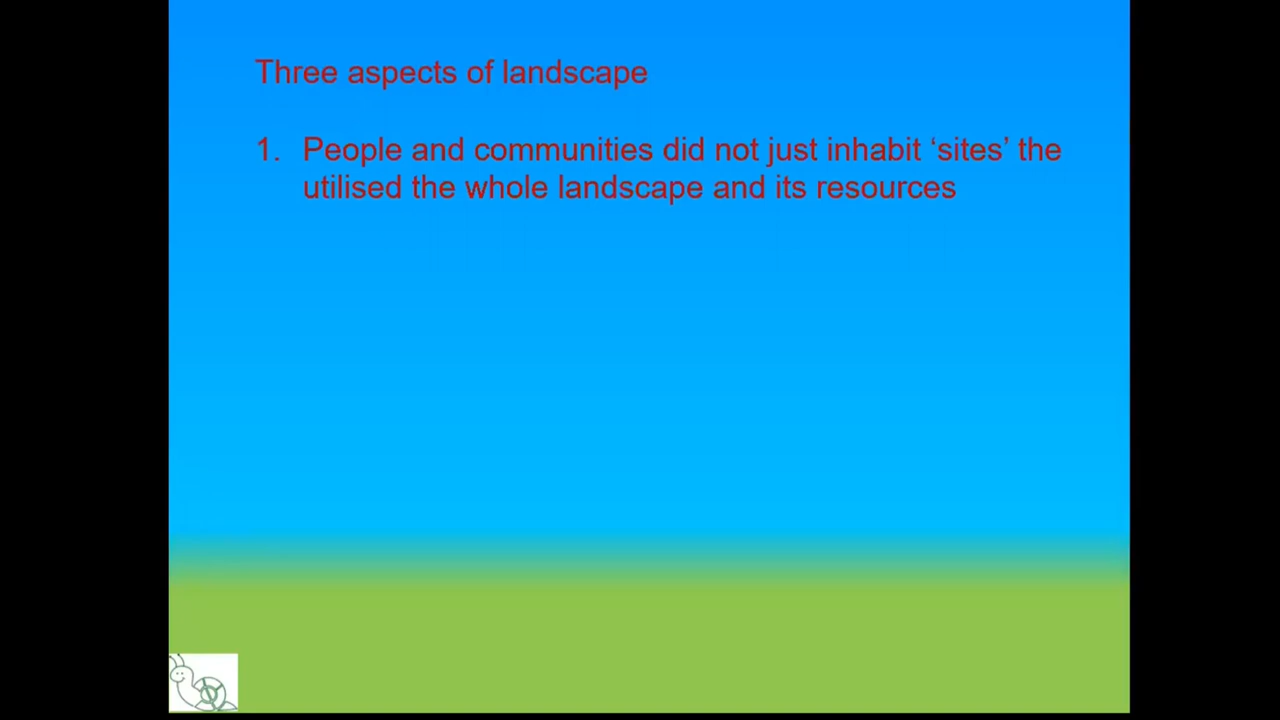 Three aspects of landscape
1. People and communities did not just inhabit ‘sites’ the
utilised the whole landscape and its resources